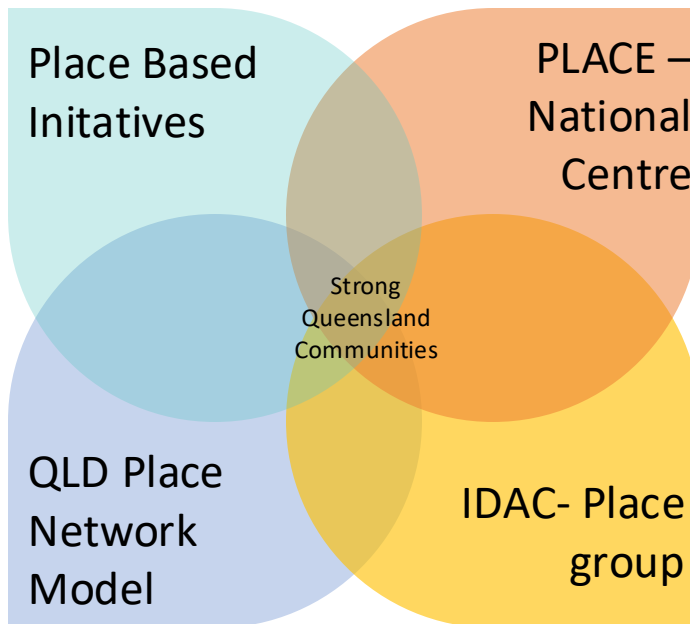 Place Based
Initatives
PLACE –
National
Centre
Strong
Queensland
Communities
QLD Place
Network
Model
IDAC- Place
group